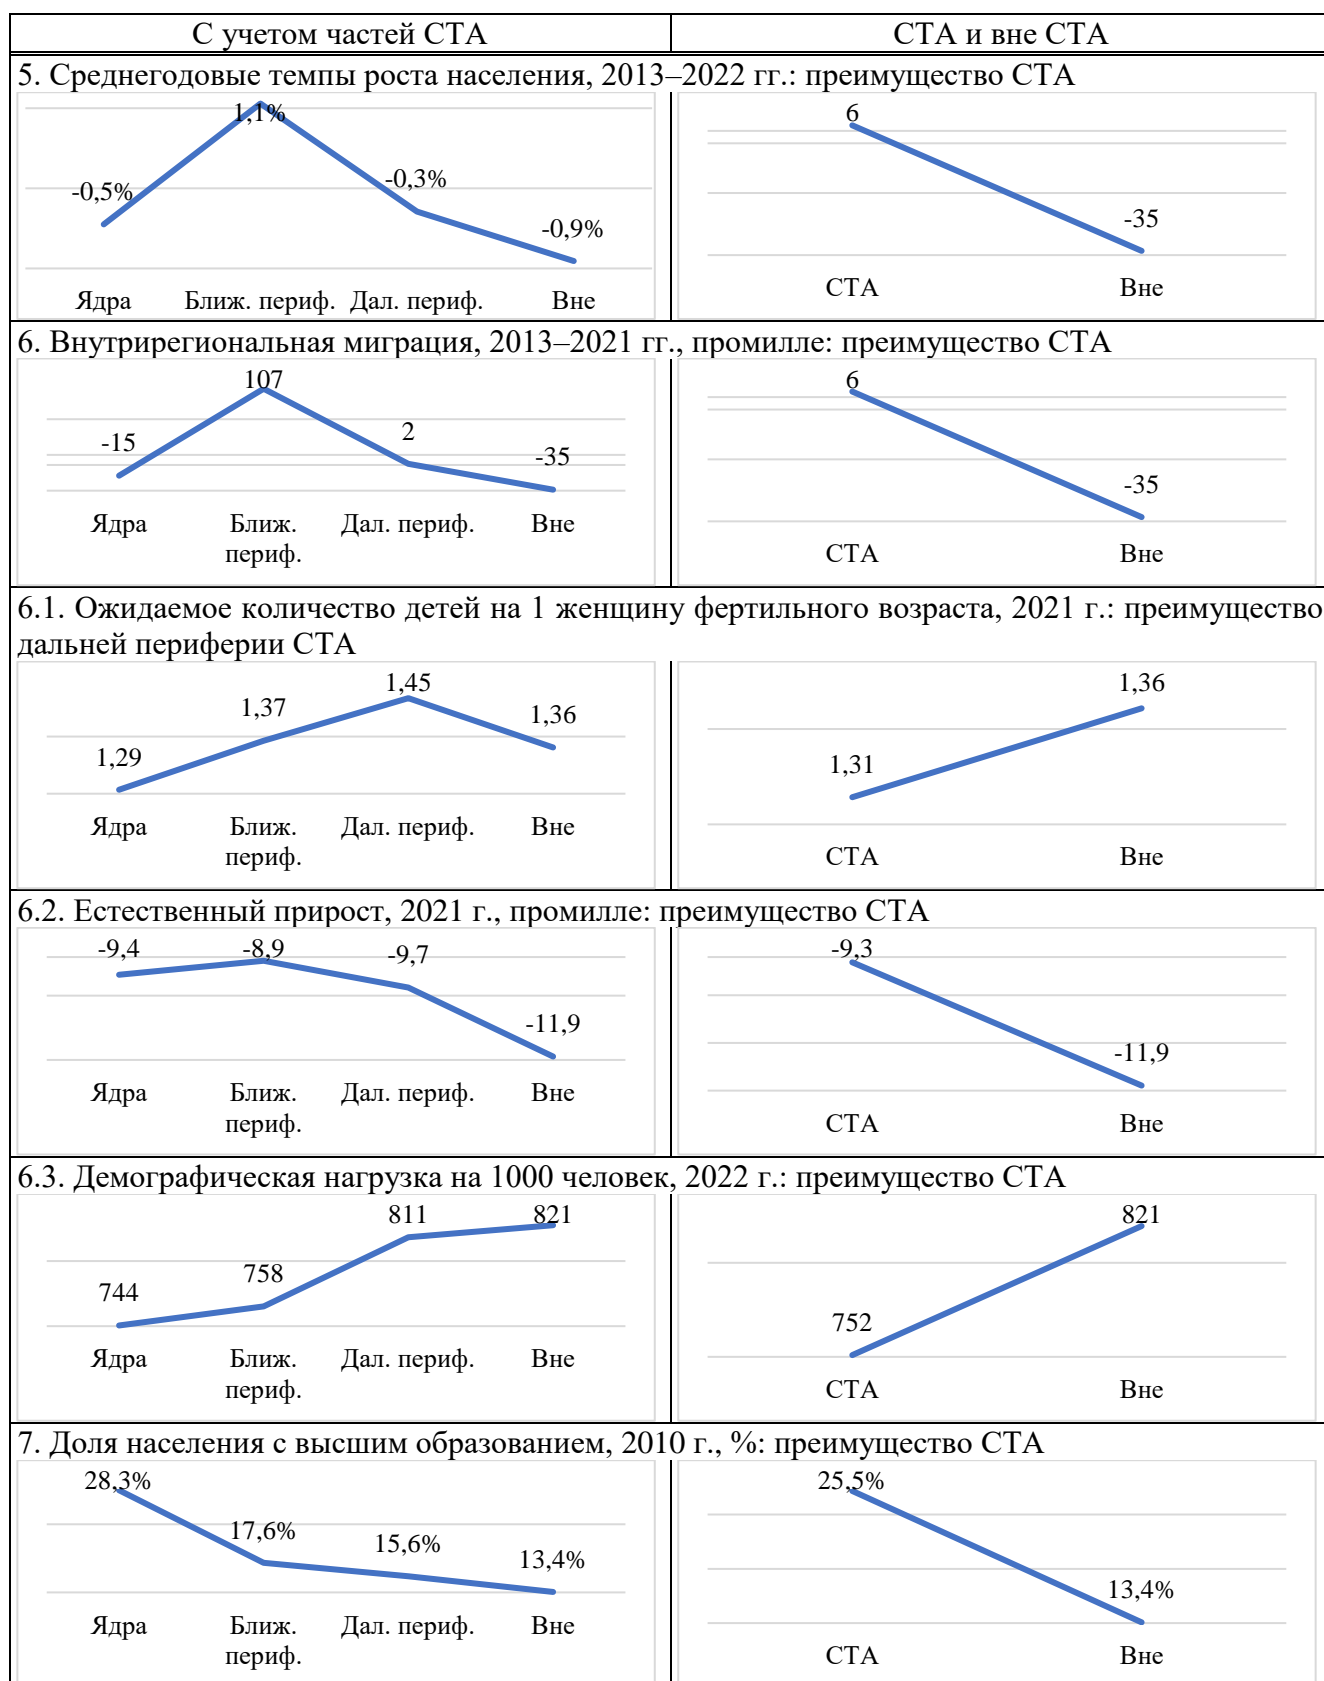 С учетом частей СТА
СТА и вне СТА
5. Среднегодовые темпы роста населения, 2013–2022 гг.: преимущество СТА
-0,5%
1,1%
-0,3%
-0,9%
Ядра
Ближ. периф.
Дал. периф.
Вне
6
-35
СТА
Вне
6. Внутрирегиональная миграция, 2013–2021 гг., промилле: преимущество СТА
-15
107
2
-35
Ядра
Ближ.
периф.
Дал. периф.
Вне
6
-35
СТА
Вне
6.1. Ожидаемое количество детей на 1 женщину фертильного возраста, 2021 г.: преимущество
дальней периферии СТА
1,29
1,37
1,45
1,36
Ядра
Ближ.
периф.
Дал. периф.
Вне
1,31
1,36
СТА
Вне
6.2. Естественный прирост, 2021 г., промилле: преимущество СТА
-9,4
-8,9
-9,7
-11,9
Ядра
Ближ.
периф.
Дал. периф.
Вне
-9,3
-11,9
СТА
Вне
6.3. Демографическая нагрузка на 1000 человек, 2022 г.: преимущество СТА
744
758
811
821
Ядра
Ближ.
периф.
Дал. периф.
Вне
752
821
СТА
Вне
7. Доля населения с высшим образованием, 2010 г., %: преимущество СТА
28,3%
17,6%
15,6%
13,4%
Ядра
Ближ.
периф.
Дал. периф.
Вне
25,5%
13,4%
СТА
Вне